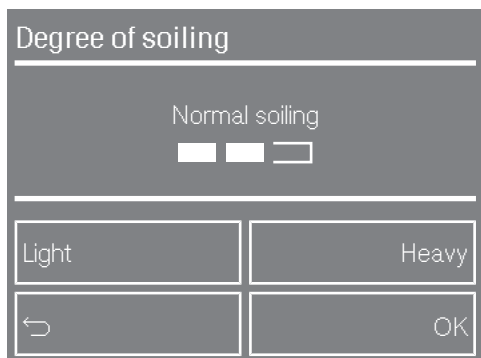 Degree of soiling
Normal soiling
Light
Heavy
OK